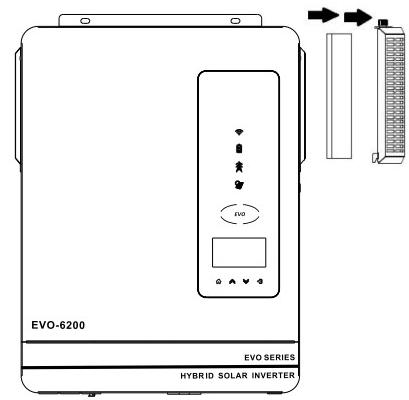 EVO
EVO-6200
EVO SERIES
HYBRID SOLAR INVERTER